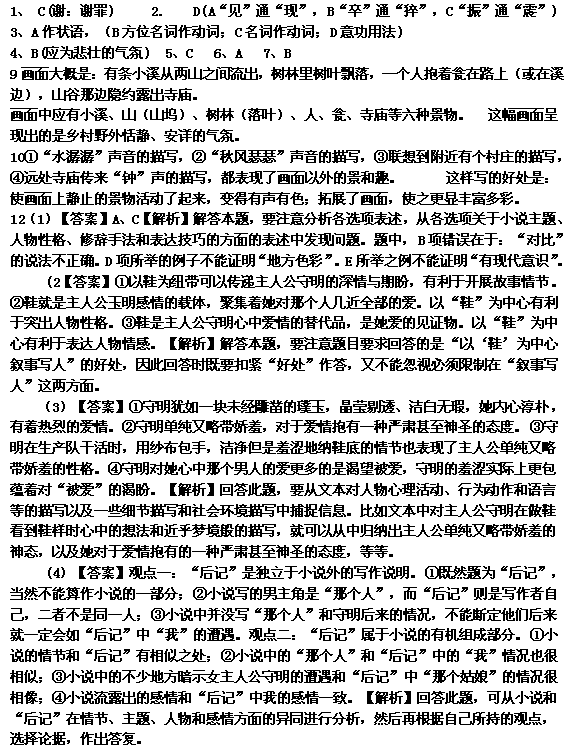 1、 C(谢：谢罪)    2.    D(A“见”通“现”，B“卒”通“猝”，C“振”通“震”)
3、A 作状语，（B方位名词作动词；C名词作动词；D意动用法）
4、B(应为悲壮的气氛)  5、C   6、A   7、B
9画面大概是：有条小溪从两山之间流出，树林里树叶飘落，一个人抱着瓮在路上（或在溪
边），山谷那边隐约露出寺庙。
画面中应有小溪、山（山坞）、树林（落叶）、人、瓮、寺庙等六种景物。   这幅画面呈
现出的是乡村野外恬静、安详的气氛。
10①“水潺潺”声音的描写，②“秋风瑟瑟”声音的描写，③联想到附近有个村庄的描写，
④远处寺庙传来“钟”声的描写，都表现了画面以外的景和趣。      这样写的好处是：
使画面上静止的景物活动了起来，变得有声有色；拓展了画面，使之更显丰富多彩。
12(1)【答案】A、C【解析】解答本题，要注意分析各选项表述，从各选项关于小说主题、
人物性格、修辞手法和表达技巧的方面的表述中发现问题。题中，B项错误在于：“对比”
的说法不正确。D项所举的例子不能证明“地方色彩”。E所举之例不能证明“有现代意识”。
(2【答案】①以鞋为纽带可以传递主人公守明的深情与期盼，有利于开展故事情节。
②鞋就是主人公玉明感情的载体，聚集着她对那个人几近全部的爱。以“鞋”为中心有利
于突出人物性格。③鞋是主人公守明心中爱情的替代品，是她爱的见证物。以“鞋”为中
心有利于表达人物情感。【解析】解答本题，要注意题目要求回答的是“以‘鞋’为中心
叙事写人”的好处，因此回答时既要扣紧“好处”作答，又不能忽视必须限制在“叙事写
人”这两方面。
(3)【答案】①守明犹如一块未经雕凿的璞玉，晶莹剔透、洁白无瑕，她内心淳朴，
有着热烈的爱情。②守明单纯又略带娇羞，对于爱情抱有一种严肃甚至神圣的态度。③守
明在生产队干活时，用纱布包手，洁净但是羞涩地纳鞋底的情节也表现了主人公单纯又略
带娇羞的性格。④守明对她心中那个男人的爱更多的是渴望被爱，守明的羞涩实际上更包
蕴着对“被爱”的渴盼。【解析】回答此题，要从文本对人物心理活动、行为动作和语言
等的描写以及一些细节描写和社会环境描写中捕捉信息。比如文本中对主人公守明在做鞋
看到鞋样时心中的想法和近乎梦境般的描写，就可以从中归纳出主人公单纯又略带娇羞的
神态，以及她对于爱情抱有的一种严肃甚至神圣的态度，等等。
(4)【答案】观点一：“后记”是独立于小说外的写作说明。①既然题为“后记”，
当然不能算作小说的一部分；②小说写的男主角是“那个人”，而“后记”则是写作者自
己，二者不是同一人；③小说中并没写“那个人”和守明后来的情况，不能断定他们后来
就一定会如“后记”中“我”的遭遇。观点二：“后记”属于小说的有机组成部分。①小
说的情节和“后记”有相似之处；②小说中的“那个人”和“后记”中的“我”情况也很
相似；③小说中的不少地方暗示女主人公守明的遭遇和“后记”中“那个姑娘”的情况很
相像；④小说流露出的感情和“后记”中我的感情一致。【解析】回答此题，可从小说和
“后记”在情节、主题、人物和感情方面的异同进行分析，然后再根据自己所持的观点，
选择论据，作出答复。